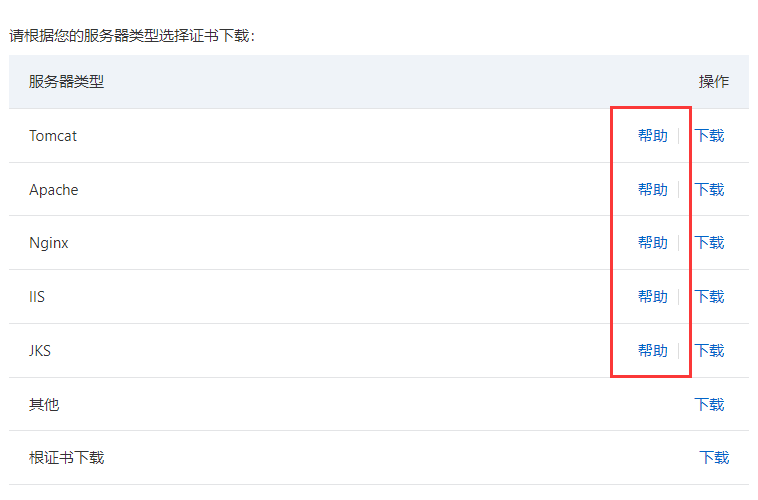 请根据您的服务器类型选择证书下载：
服务器类型 操作
Tomcat 帮助 下载
Apache 帮助 下载
Nginx 帮助 下载
IIS 帮助 下载
JKS 帮助 下载
其他 下载
根证书下载 下载